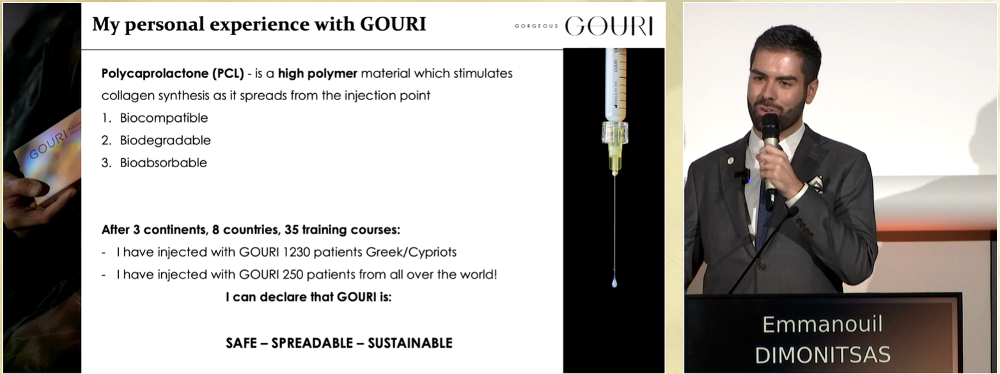 My personal experience with GOURI
GORGEOUS GOURI
Polycaprolactone (PCL) - is a high polymer material which stimulates
collagen synthesis as it spreads from the injection point
1. Biocompatible
2. Biodegradable
3. Bioabsorbable
After 3 continents, 8 countries, 35 training courses:
- I have injected with GOURI 1230 patients Greek/Cypriots
- I have injected with GOURI 250 patients from all over the world!
I can declare that GOURI is:
SAFE – SPREADABLE – SUSTAINABLE
GOURI
GOURI
DEXLEVO INC.
Emmanouil
DIMONITSAS